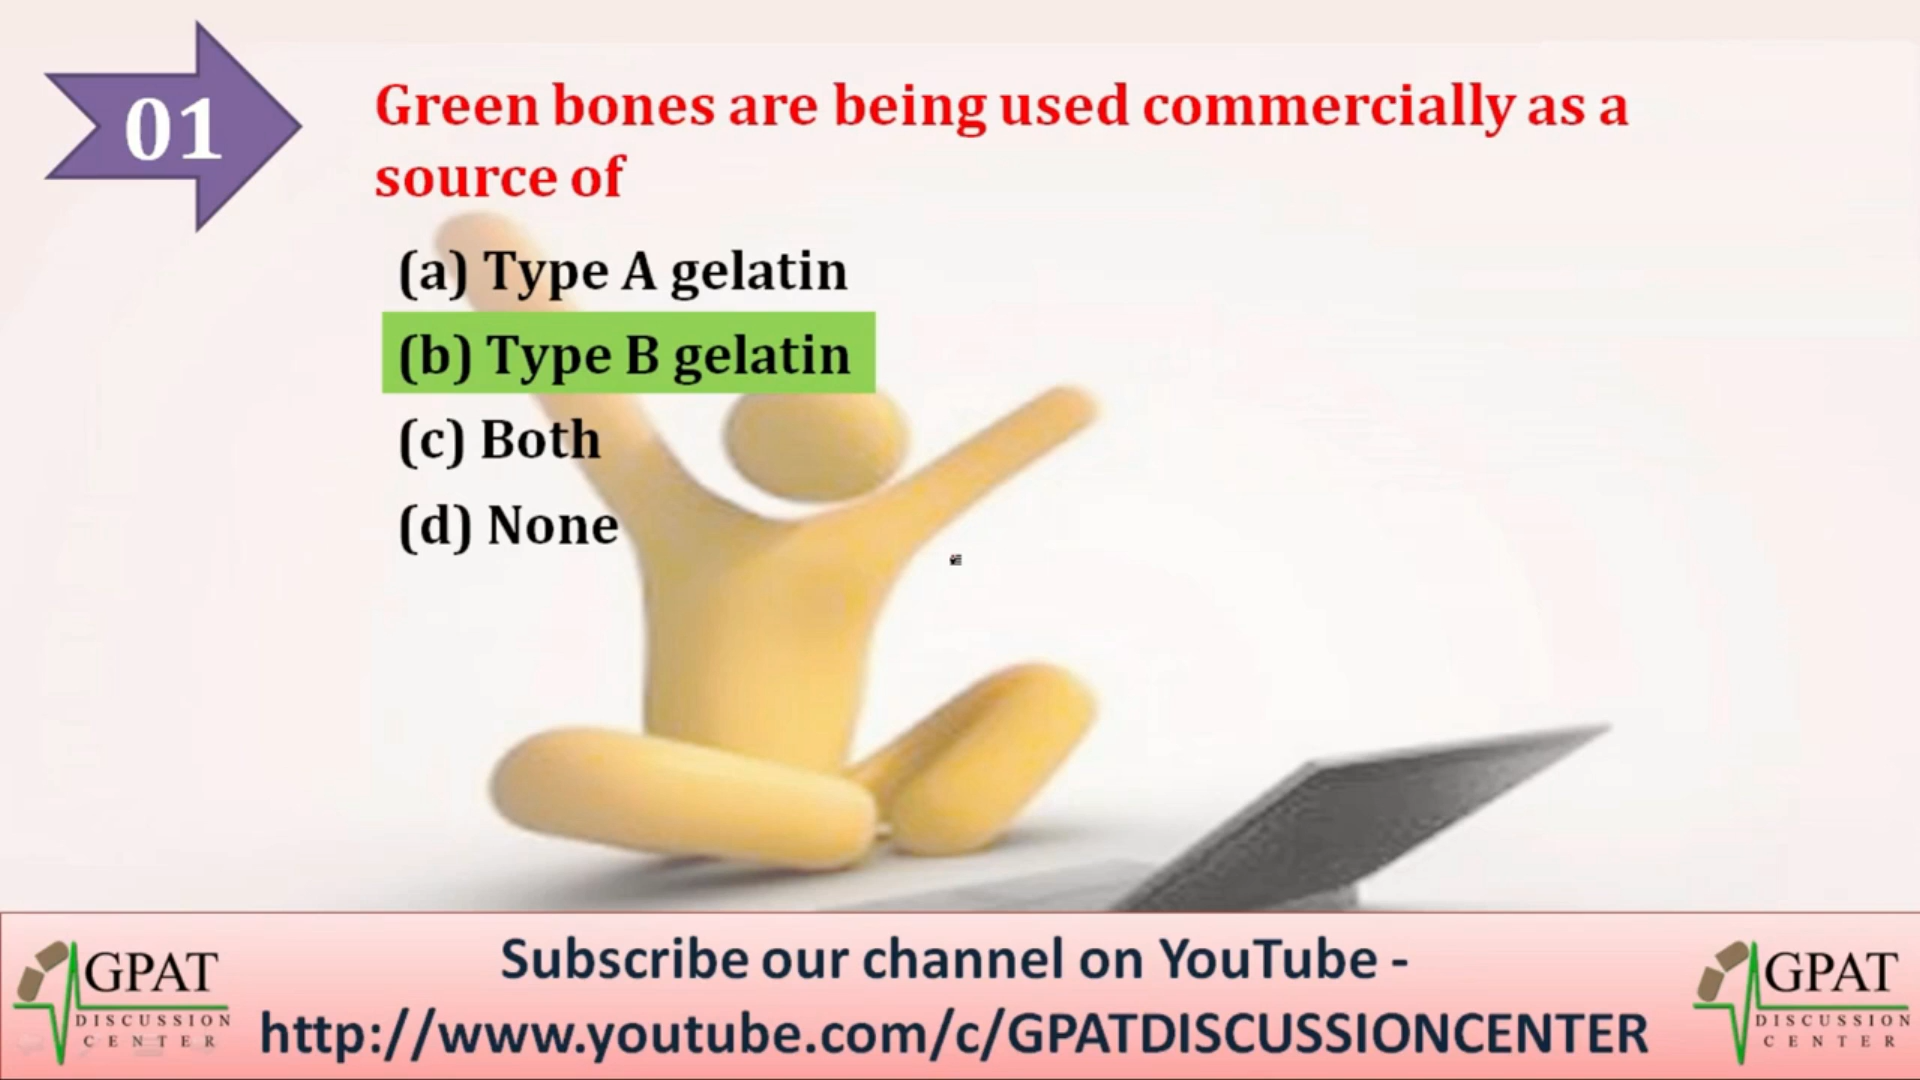 01
Green bones are being used commercially as a
source of
(a) Type A gelatin
(b) Type B gelatin
(c) Both
(d) None
GPAT
DISCUSSION
CENTER
Subscribe our channel on YouTube -
http://www.youtube.com/c/GPATDISCUSSIONCENTER
GPAT
DISCUSSION
CENTER